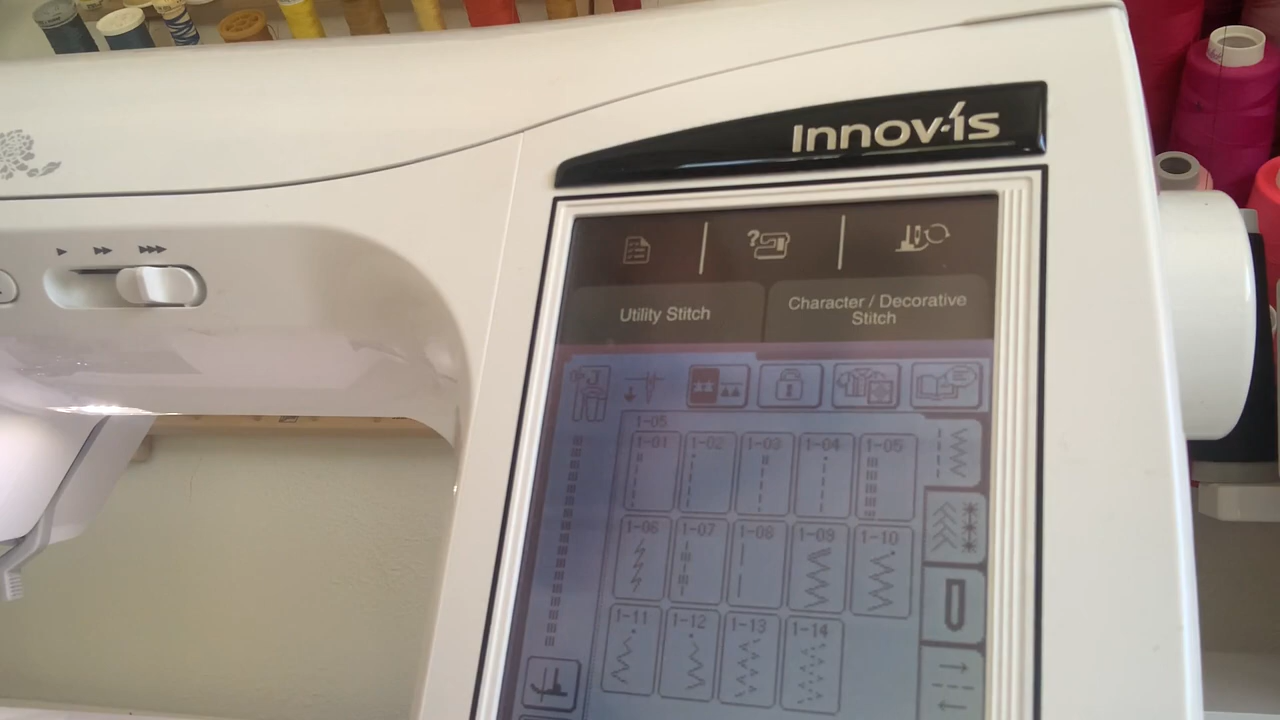 Innov-ís
Utility Stitch
Character / Decorative
Stitch
1-05
1-01 1-02 1-03 1-04 1-05
1-06 1-07 1-08 1-09 1-10
1-11 1-12 1-13 1-14